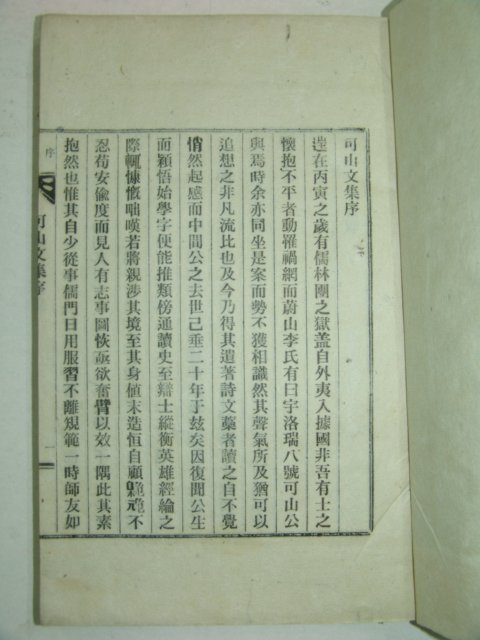 可山文集序
逹在丙寅之歲有儒林團之獄盖自外夷入據國非吾有士之
懷抱不平者動罹禍網而蔚山李氏有曰宇洛瑞八號可山公
與焉時余亦同坐是案而勢不獲相識然其聲氣所及猶可以
追想之非凡流比也及今乃得其遺著詩文藁者讀之自不覺
悄然起感而中間公之去世已垂二十年于玆矣因復聞公生
而穎悟始學字便能推類傍通讀史至辯士縱衡英雄經綸之
際輒慷慨咄嘆若將親涉其境至其身値末造恒自顧
不
忍苟安偸度而見人有志事圖恢
欲奮臂以效一隅此其素
抱然也惟其自少從事儒門日用服習不離規範一時師友如
序
可山文集序
一